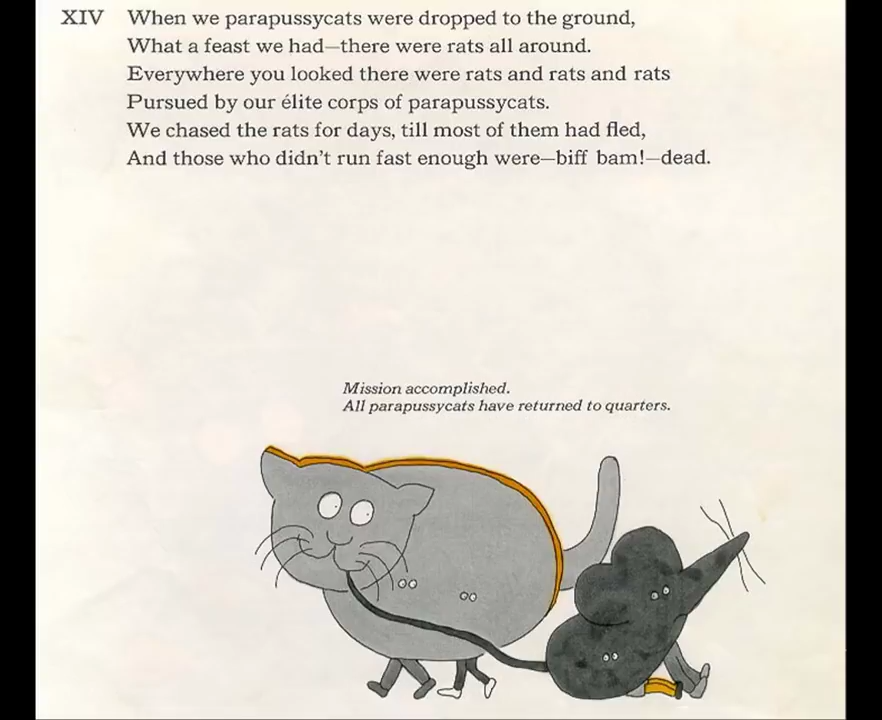 XIV When we parapussycats were dropped to the ground,
What a feast we had—there were rats all around.
Everywhere you looked there were rats and rats and rats
Pursued by our élite corps of parapussycats.
We chased the rats for days, till most of them had fled,
And those who didn't run fast enough were—biff bam!—dead.
Mission accomplished.
All parapussycats have returned to quarters.